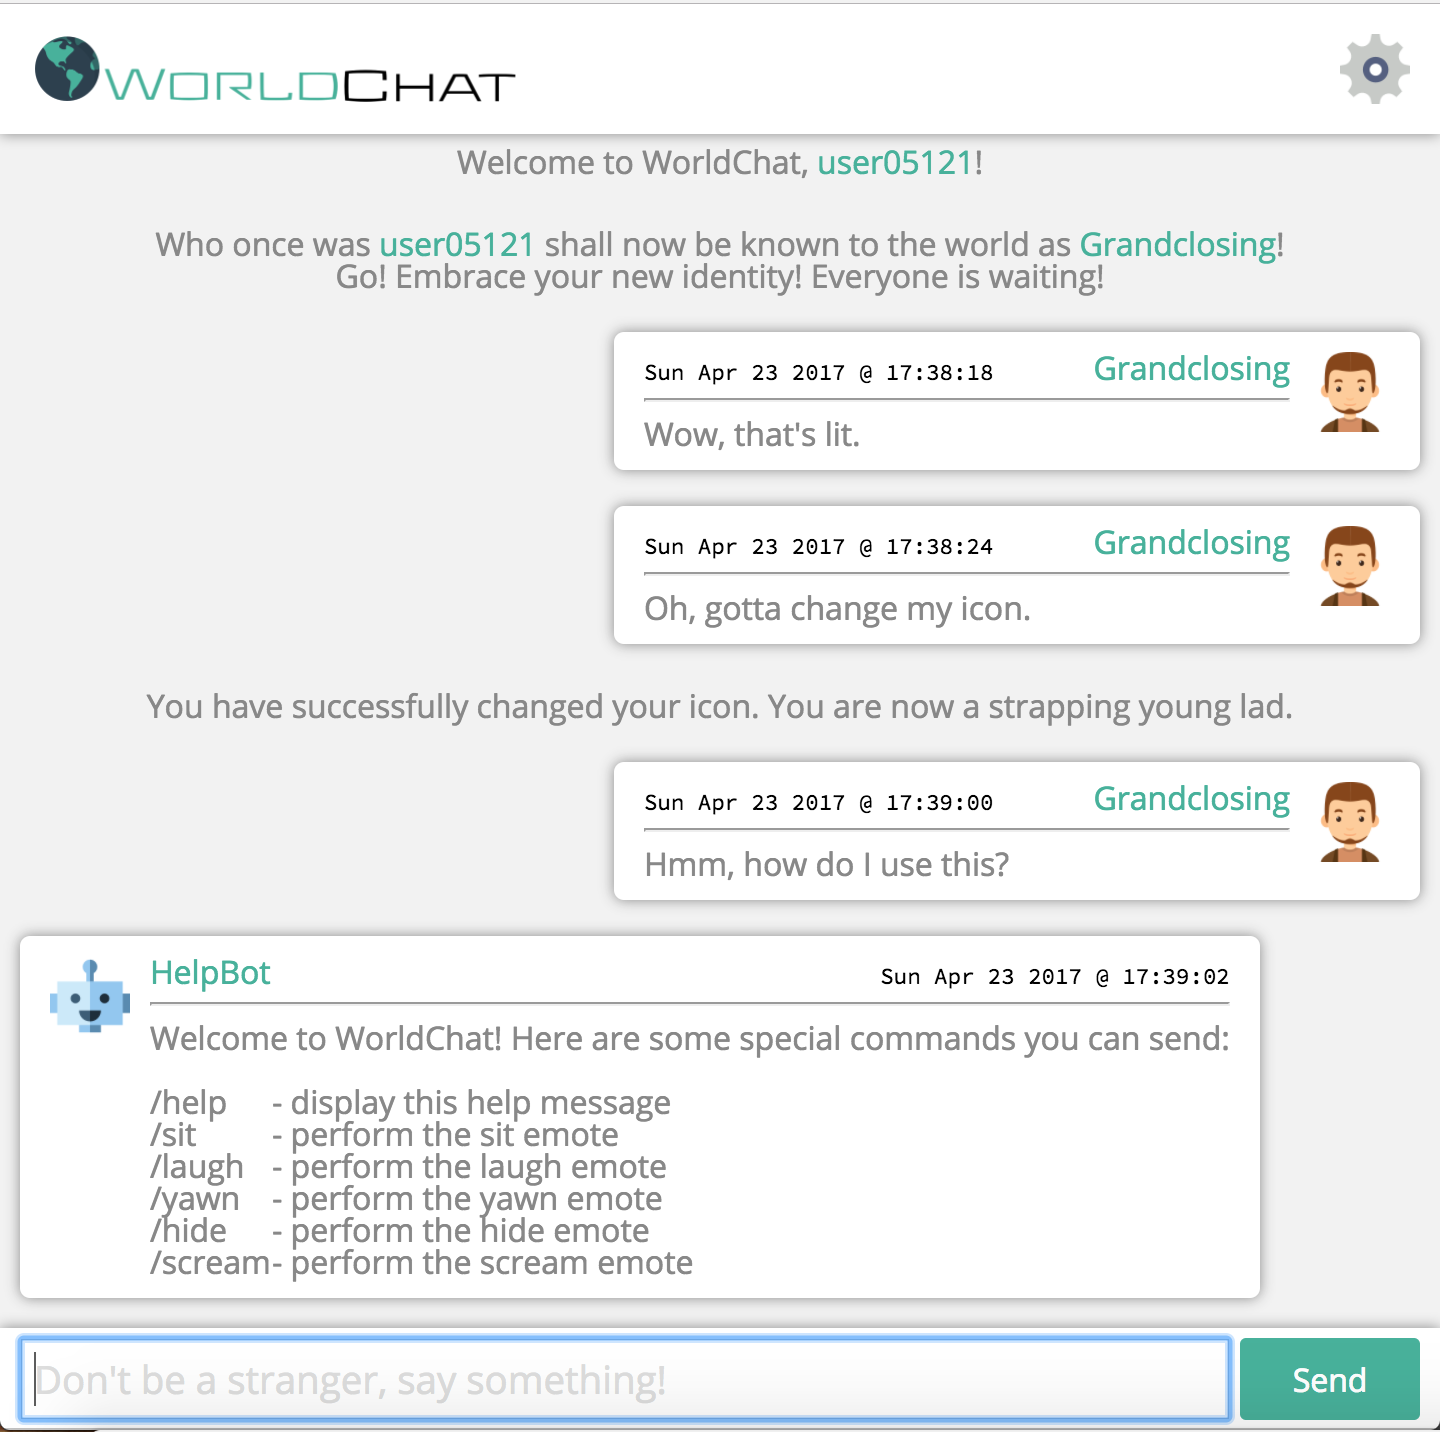 WORLDCHAT
Welcome to WorldChat, user05121!
Who once was user05121 shall now be known to the world as Grandclosing!
Go! Embrace your new identity! Everyone is waiting!
Sun Apr 23 2017 @ 17:38:18 Grandclosing
Wow, that's lit.
Sun Apr 23 2017 @ 17:38:24 Grandclosing
Oh, gotta change my icon.
You have successfully changed your icon. You are now a strapping young lad.
Sun Apr 23 2017 @ 17:39:00 Grandclosing
Hmm, how do I use this?
HelpBot Sun Apr 23 2017 @ 17:39:02
Welcome to WorldChat! Here are some special commands you can send:
/help - display this help message
/sit - perform the sit emote
/laugh - perform the laugh emote
/yawn - perform the yawn emote
/hide - perform the hide emote
/scream - perform the scream emote
Don't be a stranger, say something! Send